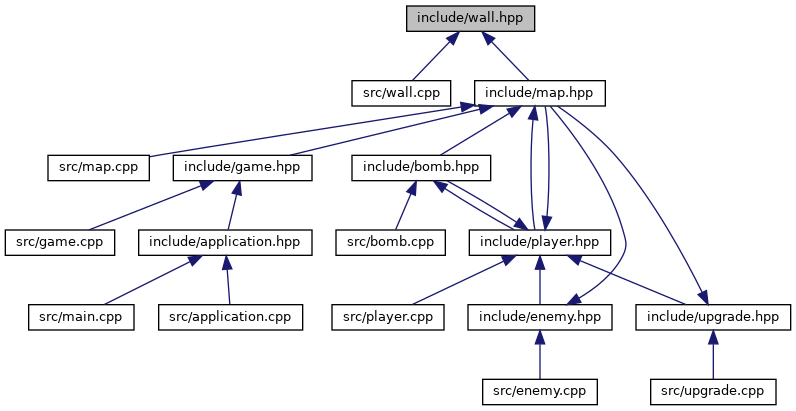 include/wall.hpp
src/wall.cpp
include/map.hpp
src/map.cpp
include/game.hpp
include/bomb.hpp
src/game.cpp
include/application.hpp
src/bomb.cpp
include/player.hpp
src/main.cpp
src/application.cpp
src/player.cpp
include/enemy.hpp
include/upgrade.hpp
src/enemy.cpp
src/upgrade.cpp